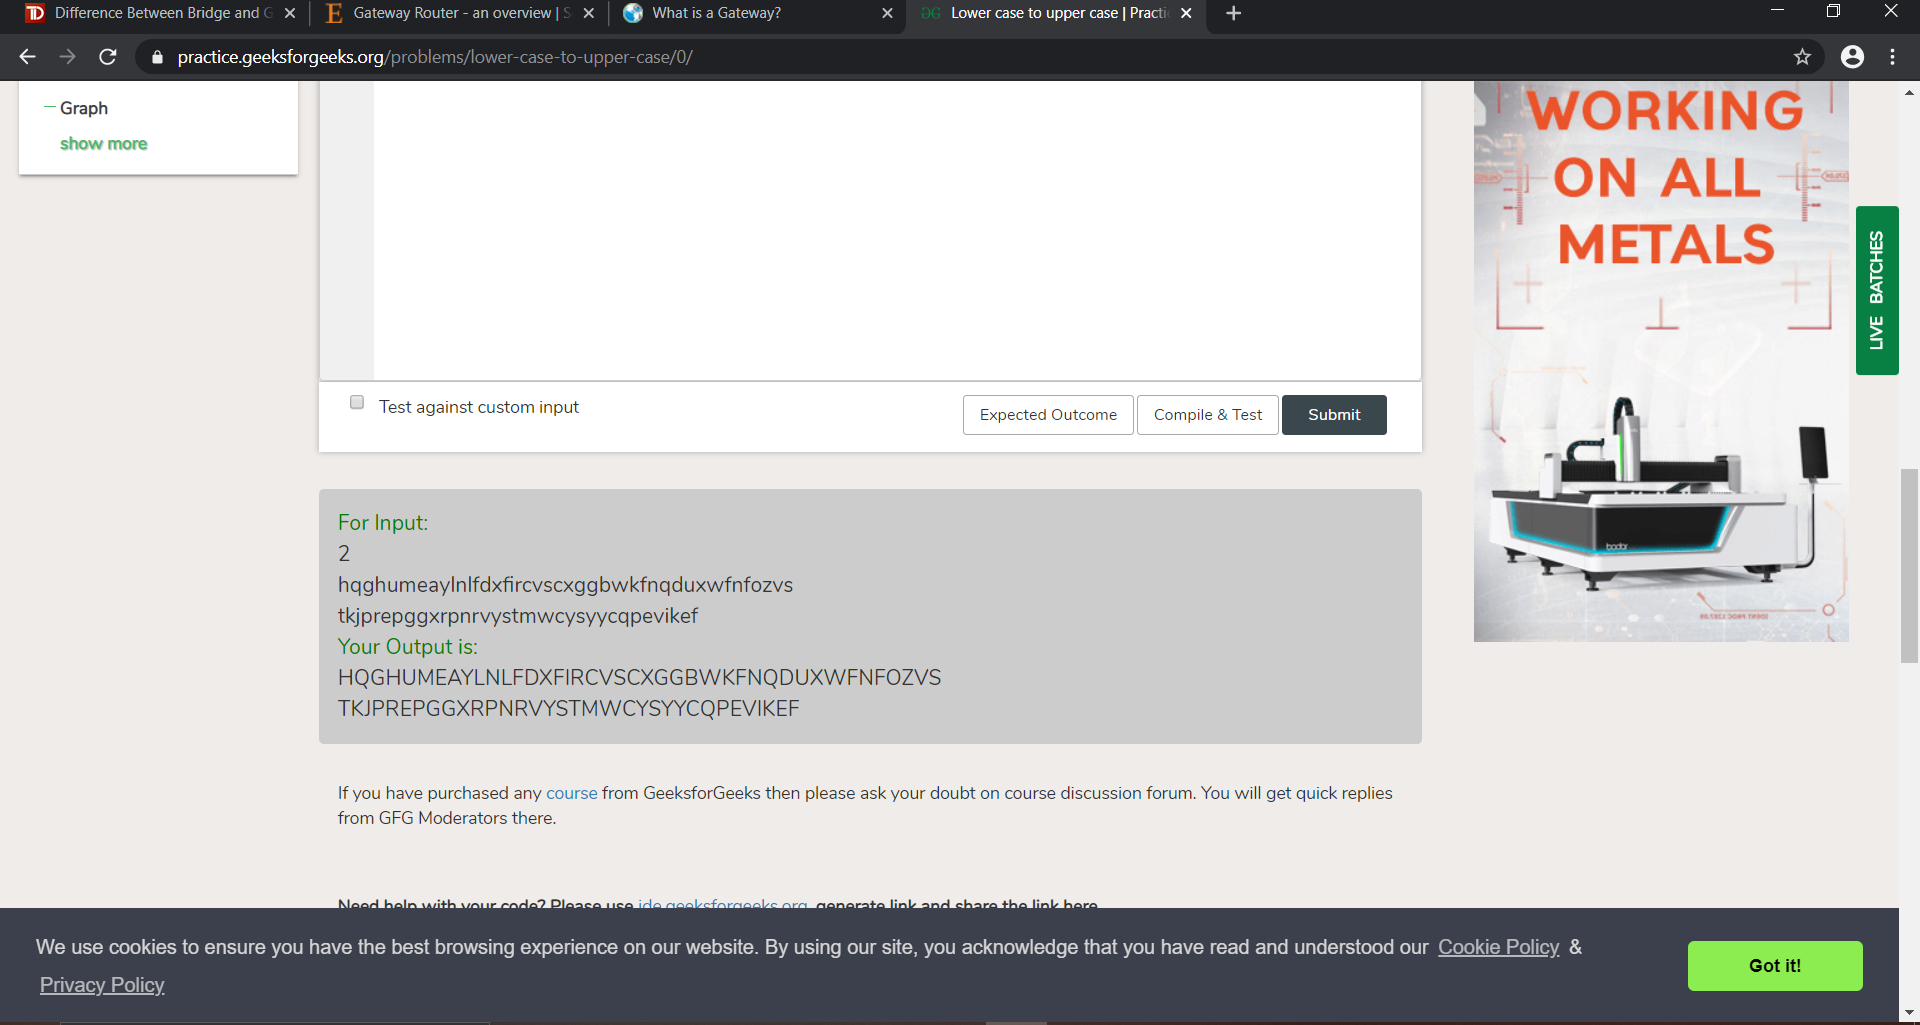 Difference Between Bridge and G
Gateway Router - an overview | S
What is a Gateway?
Lower case to upper case | Practi
practice.geeksforgeeks.org/problems/lower-case-to-upper-case/0/
Graph
show more
WORKING
ON ALL
METALS
LIVE BATCHES
Test against custom input
Expected Outcome
Compile & Test
Submit
For Input:
2
hqghumeaylnlfdxfircvscxggbwkfnqduxwfnfozvs
tkjprepggxrpnrvystmwcysyycqpevikef
Your Output is:
HQGHUMEAYLNLFDXFIRCVSCXGGBWKFNQDUXWFNFOZVS
TKJPREPGGXRPNRVYSTMWCYSYYCQPEVIKEF
bodor
If you have purchased any course from GeeksforGeeks then please ask your doubt on course discussion forum. You will get quick replies
from GFG Moderators there.
Need help with your code? Please use ide.geeksforgeeks.org, generate link and share the link here.
We use cookies to ensure you have the best browsing experience on our website. By using our site, you acknowledge that you have read and understood our Cookie Policy &
Privacy Policy
Got it!